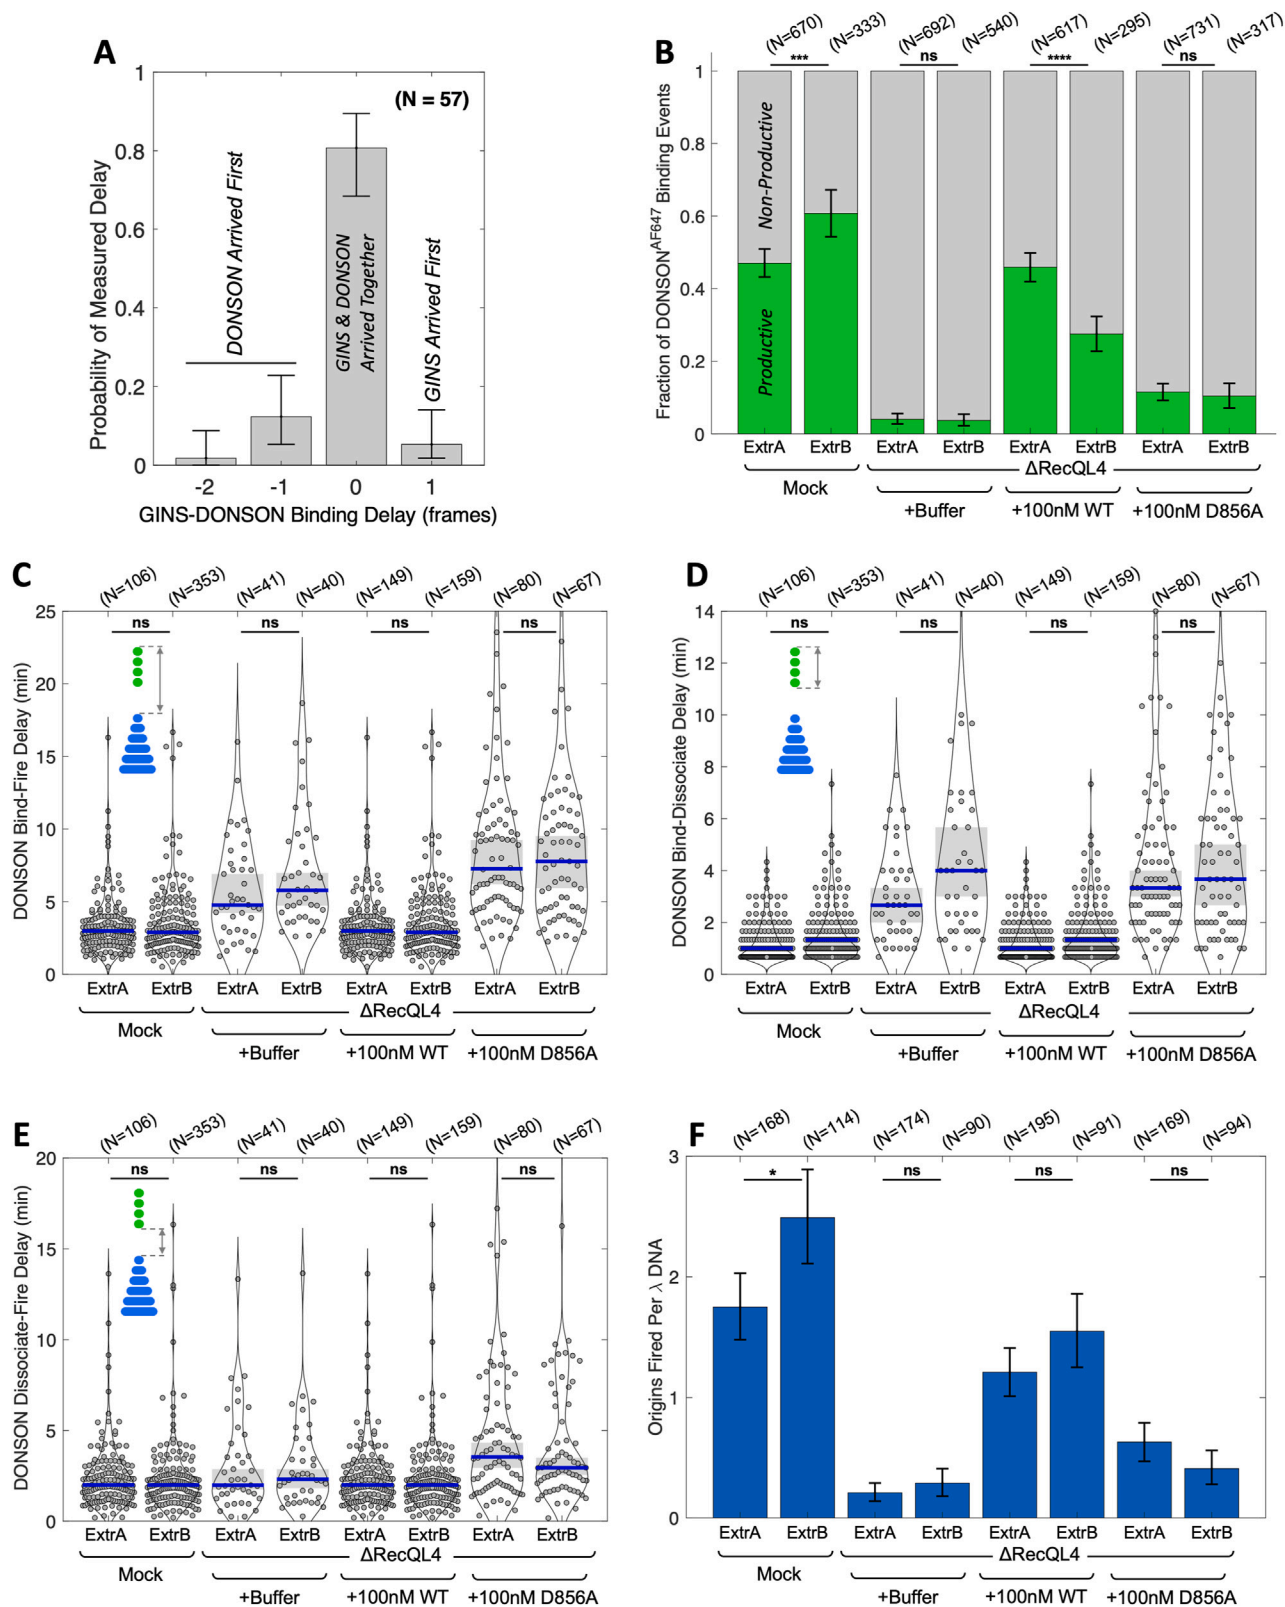 A
(N = 57)
Probability of Measured Delay
1
0.8
0.6
0.4
0.2
0
DONSON Arrived First
GINS & DONSON
Arrived Together
GINS Arrived First
-2 -1 0 1
GINS-DONSON Binding Delay (frames)
B
(N=670) (N=333) (N=692) (N=540) (N=617) (N=295) (N=731) (N=317)
*** ns **** ns
Fraction of DONSON^AF647 Binding Events
1
0.8
0.6
0.4
0.2
0
Non-Productive
Productive
ExtrA ExtrB ExtrA ExtrB ExtrA ExtrB ExtrA ExtrB
ΔRecQL4
Mock
+Buffer +100nM WT +100nM D856A
C
(N=106) (N=353) (N=41) (N=40) (N=149) (N=159) (N=80) (N=67)
ns ns ns ns
DONSON Bind-Fire Delay (min)
25
20
15
10
5
0
ExtrA ExtrB ExtrA ExtrB ExtrA ExtrB ExtrA ExtrB
ΔRecQL4
Mock
+Buffer +100nM WT +100nM D856A
D
(N=106) (N=353) (N=41) (N=40) (N=149) (N=159) (N=80) (N=67)
ns ns ns ns
DONSON Bind-Dissociate Delay (min)
14
12
10
8
6
4
2
0
ExtrA ExtrB ExtrA ExtrB ExtrA ExtrB ExtrA ExtrB
ΔRecQL4
Mock
+Buffer +100nM WT +100nM D856A
E
(N=106) (N=353) (N=41) (N=40) (N=149) (N=159) (N=80) (N=67)
ns ns ns ns
DONSON Dissociate-Fire Delay (min)
20
15
10
5
0
ExtrA ExtrB ExtrA ExtrB ExtrA ExtrB ExtrA ExtrB
ΔRecQL4
Mock
+Buffer +100nM WT +100nM D856A
F
(N=168) (N=114) (N=174) (N=90) (N=195) (N=91) (N=169) (N=94)
* ns ns ns
Origins Fired Per λ DNA
3
2
1
0
ExtrA ExtrB ExtrA ExtrB ExtrA ExtrB ExtrA ExtrB
ΔRecQL4
Mock
+Buffer +100nM WT +100nM D856A